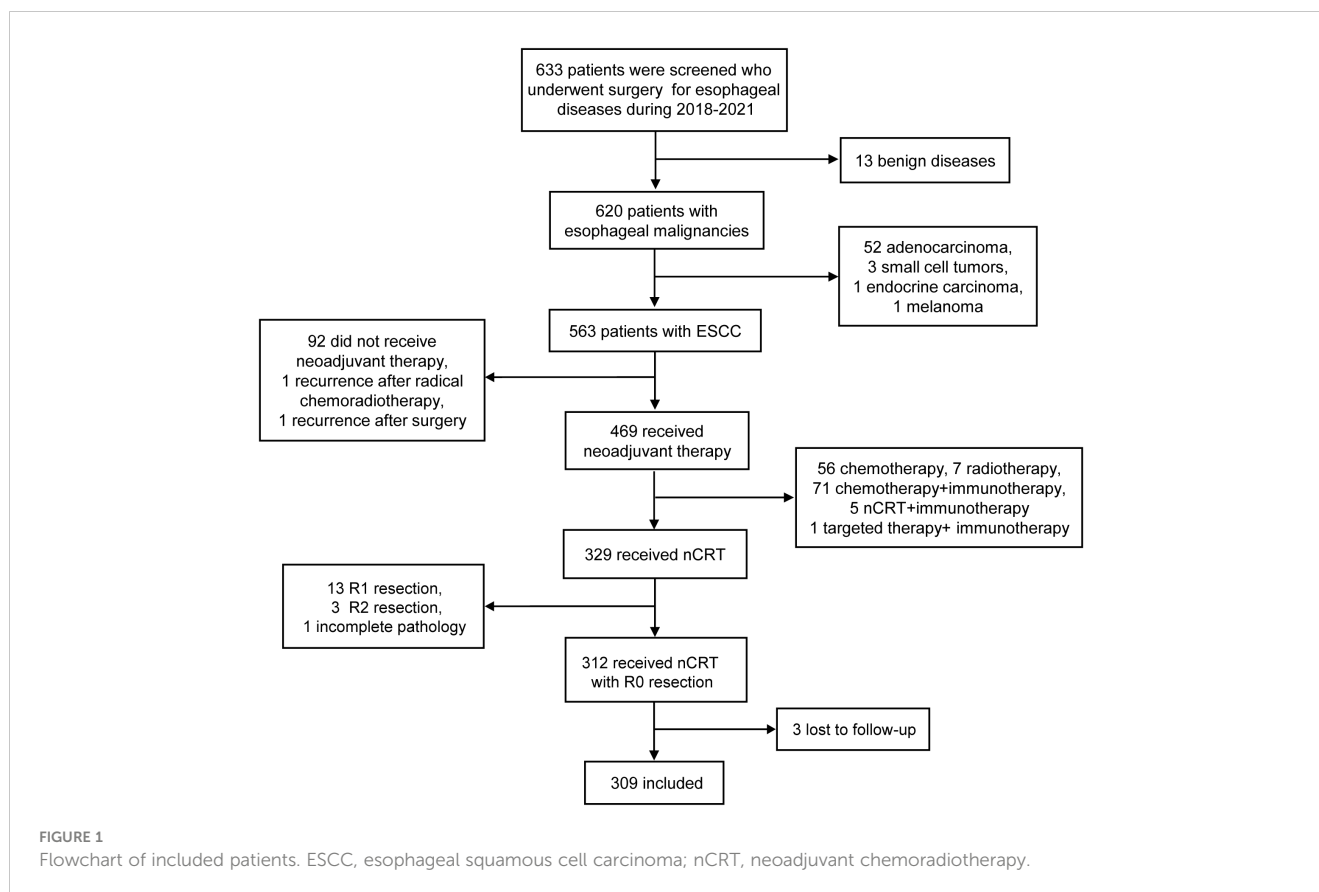 633 patients were screened who
underwent surgery for esophageal
diseases during 2018-2021
13 benign diseases
620 patients with
esophageal malignancies
52 adenocarcinoma,
3 small cell tumors,
1 endocrine carcinoma,
1 melanoma
563 patients with ESCC
92 did not receive
neoadjuvant therapy,
1 recurrence after radical
chemoradiotherapy,
1 recurrence after surgery
469 received
neoadjuvant therapy
56 chemotherapy, 7 radiotherapy,
71 chemotherapy+immunotherapy,
5 nCRT+immunotherapy
1 targeted therapy+ immunotherapy
329 received nCRT
13 R1 resection,
3 R2 resection,
1 incomplete pathology
312 received nCRT
with R0 resection
3 lost to follow-up
309 included
FIGURE 1
Flowchart of included patients. ESCC, esophageal squamous cell carcinoma; nCRT, neoadjuvant chemoradiotherapy.